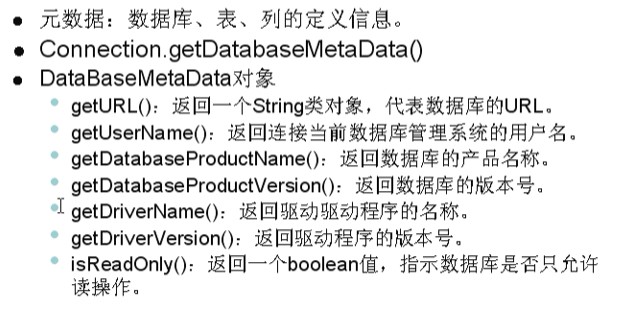 元数据：数据库、表、列的定义信息。
Connection.getDatabaseMetaData()
DataBaseMetaData对象
getURL()：返回一个String类对象，代表数据库的URL。
getUserName()：返回连接当前数据库管理系统的用户名。
getDatabaseProductName()：返回数据库的产品名称。
getDatabaseProductVersion()：返回数据库的版本号。
getDriverName()：返回驱动驱动程序的名称。
getDriverVersion()：返回驱动程序的版本号。
isReadOnly()：返回一个boolean值，指示数据库是否只允许
读操作。